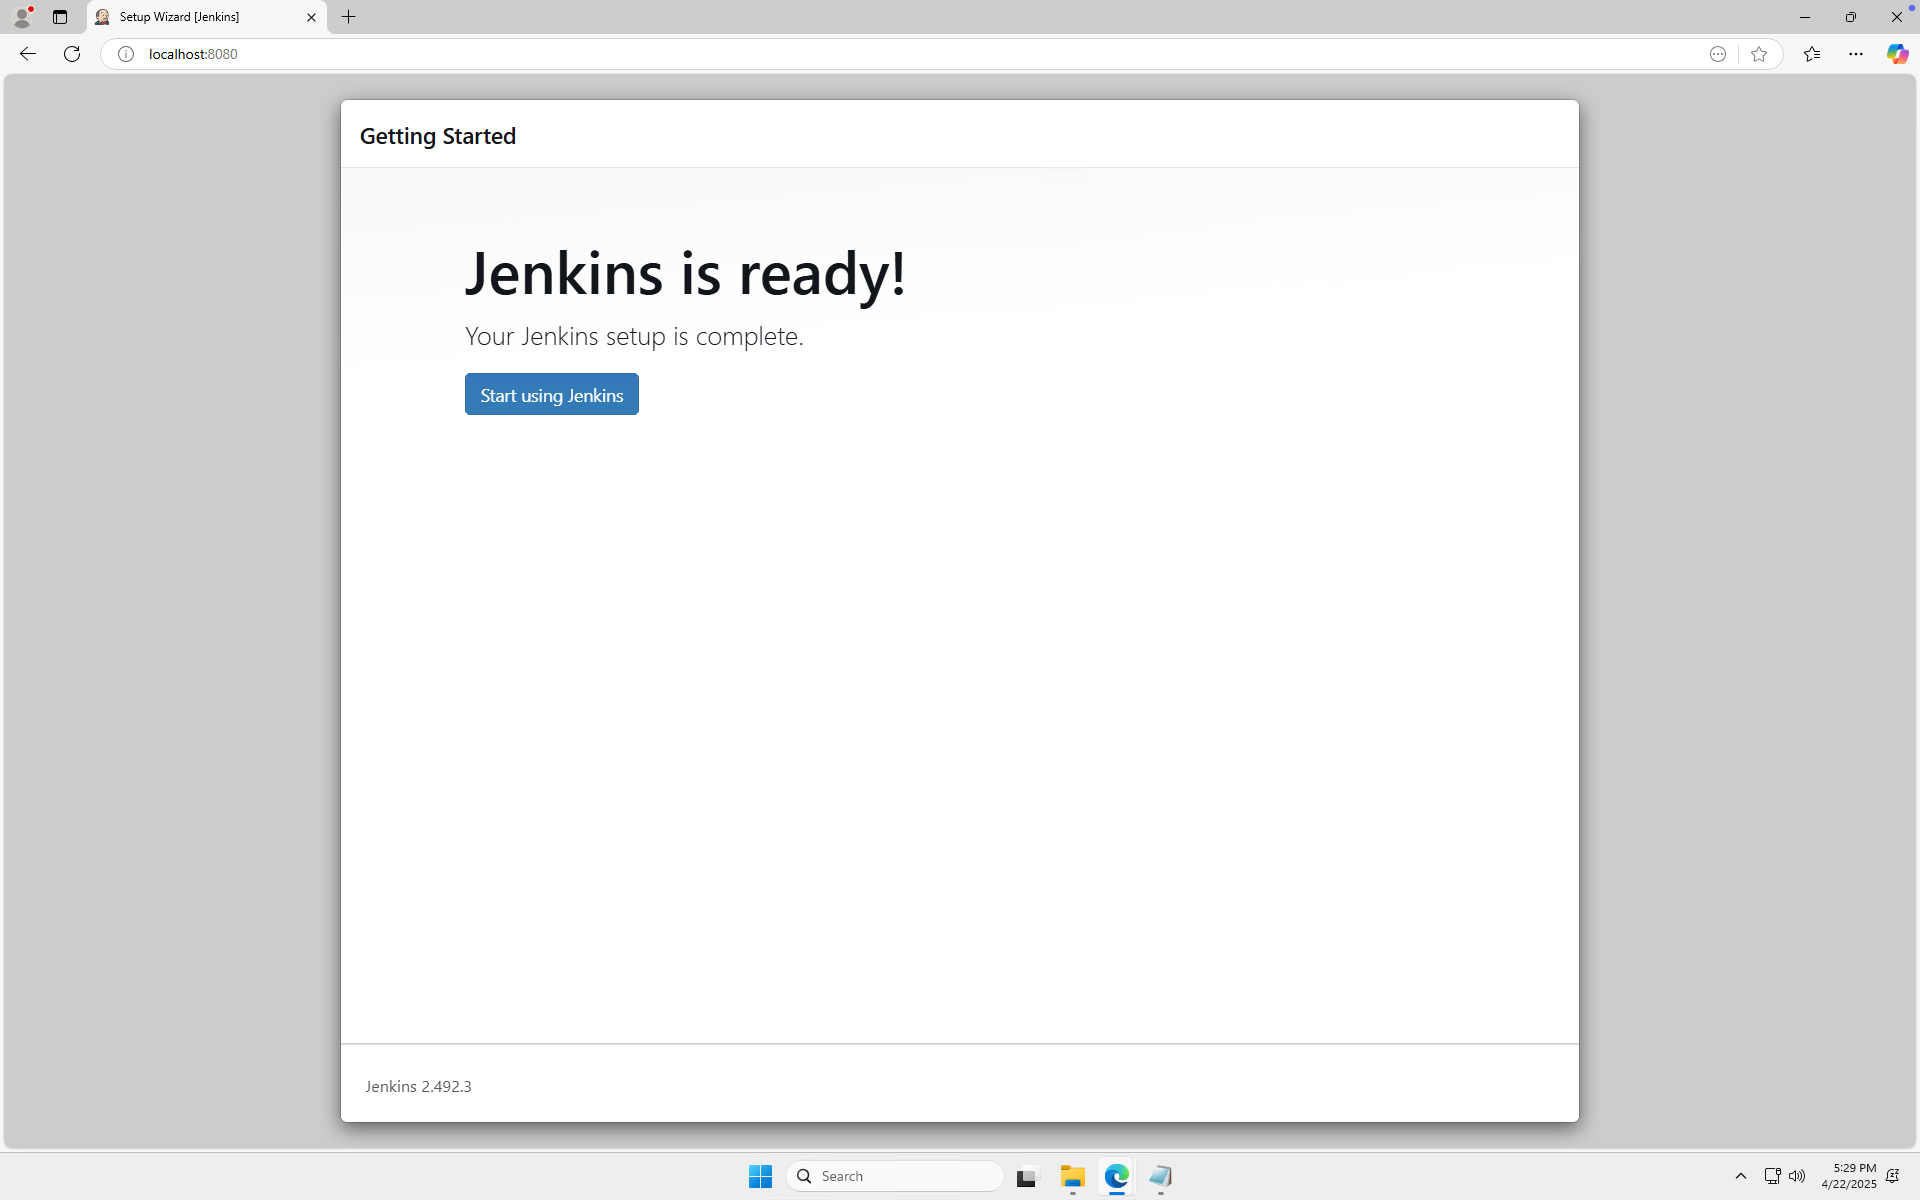 Setup Wizard [Jenkins]
localhost:8080
Getting Started
Jenkins is ready!
Your Jenkins setup is complete.
Start using Jenkins
Jenkins 2.492.3
Search
5:29 PM
4/22/2025